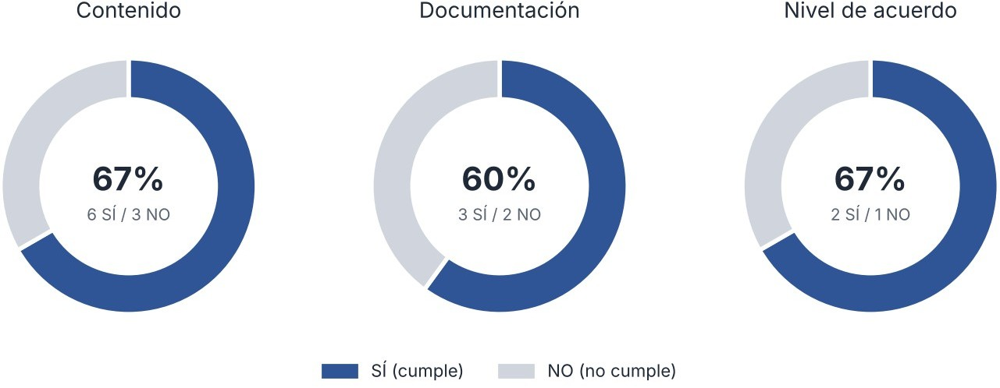 Contenido
Documentación
Nivel de acuerdo
67%
6 SÍ / 3 NO
60%
3 SÍ / 2 NO
67%
2 SÍ / 1 NO
SÍ (cumple)
NO (no cumple)